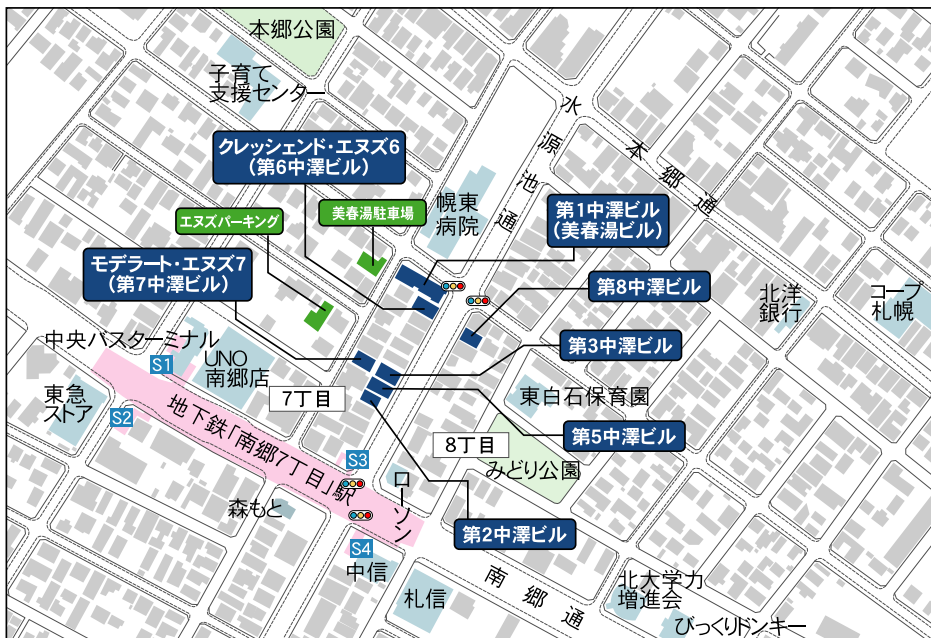 本郷公園
子育て
支援センター
クレッシェンド・エヌズ6
(第6中澤ビル)
水源池通
本郷通
エヌズパーキング
美春湯駐車場
幌東
病院
第1中澤ビル
(美春湯ビル)
モデラート・エヌズ7
(第7中澤ビル)
第8中澤ビル
北洋
銀行
コープ
札幌
中央バスターミナル
S1
UNO
南郷店
第3中澤ビル
東急
ストア
S2
7丁目
東白石保育園
地下鉄「南郷7丁目」駅
8丁目
第5中澤ビル
S3
みどり公園
ローソン
森もと
第2中澤ビル
S4
中信
札信
南郷通
北大学力
増進会
びっくりドンキー